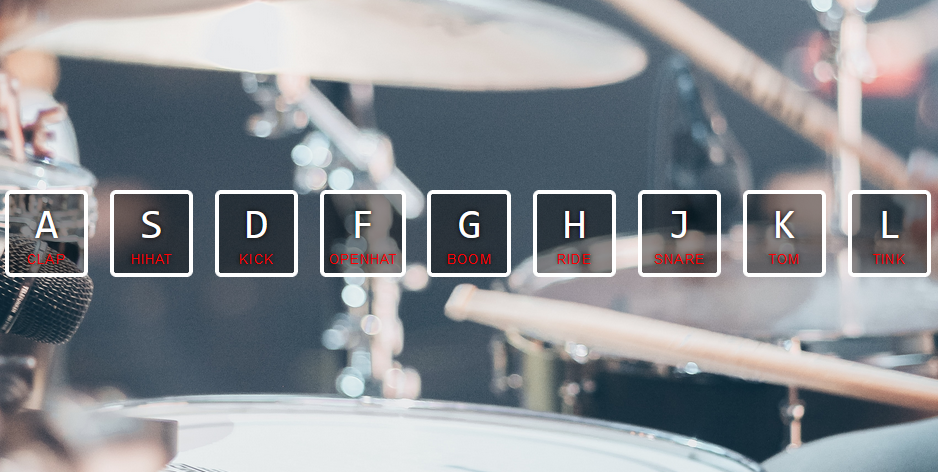 A S D F G H J K L
CLAP HIHAT KICK OPENHAT BOOM RIDE SNARE TOM TINK